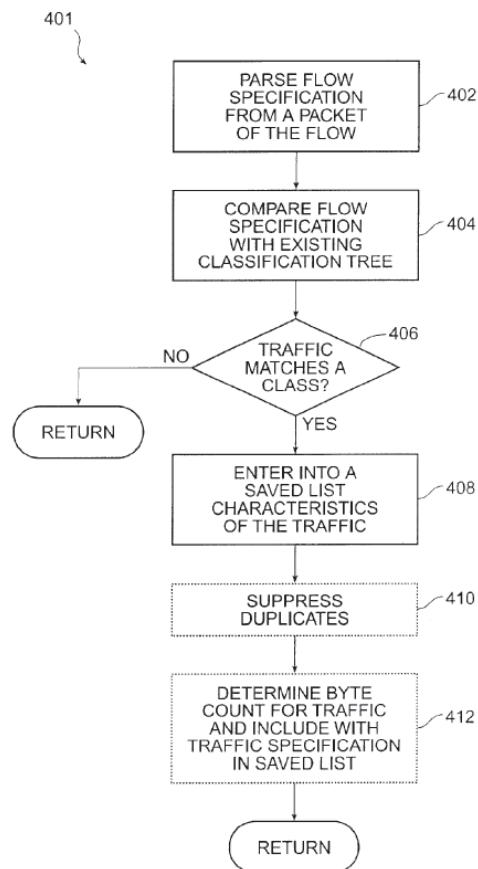 401
PARSE FLOW
SPECIFICATION
FROM A PACKET
OF THE FLOW
402
COMPARE FLOW
SPECIFICATION
WITH EXISTING
CLASSIFICATION TREE
404
406
TRAFFIC
MATCHES A
CLASS?
NO
RETURN
YES
ENTER INTO A
SAVED LIST
CHARACTERISTICS
OF THE TRAFFIC
408
SUPPRESS
DUPLICATES
410
DETERMINE BYTE
COUNT FOR TRAFFIC
AND INCLUDE WITH
TRAFFIC SPECIFICATION
IN SAVED LIST
412
RETURN